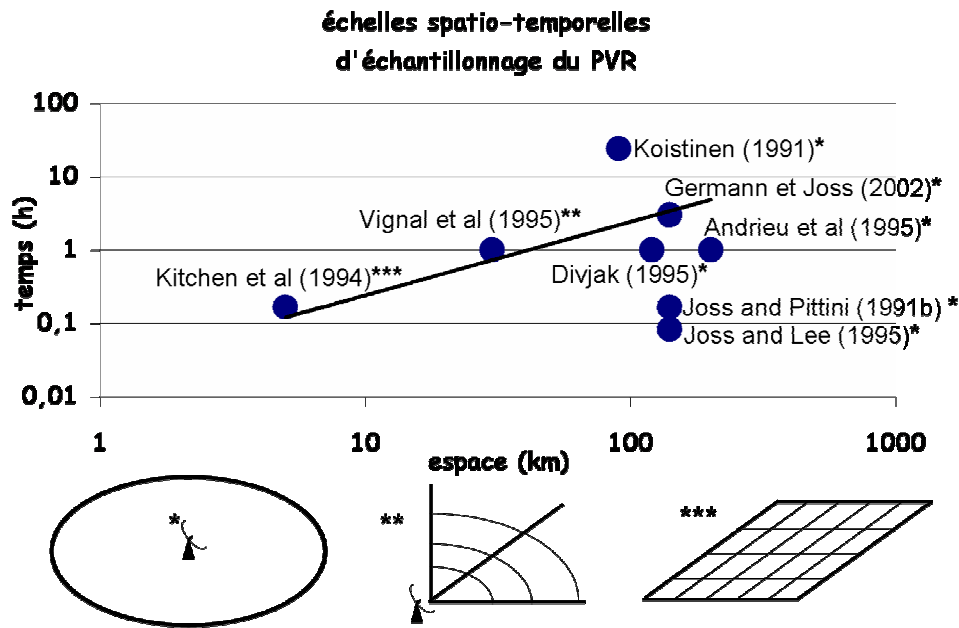 échelles spatio-temporelles
d'échantillonnage du PVR
100
10
1
0,1
0,01
temps (h)
Koistinen (1991)*
Germann et Joss (2002)*
Vignal et al (1995)**
Andrieu et al (1995)*
Kitchen et al (1994)***
Divjak (1995)*
Joss and Pittini (1991b) *
Joss and Lee (1995)*
1 10 100 1000
espace (km)
* ** ***